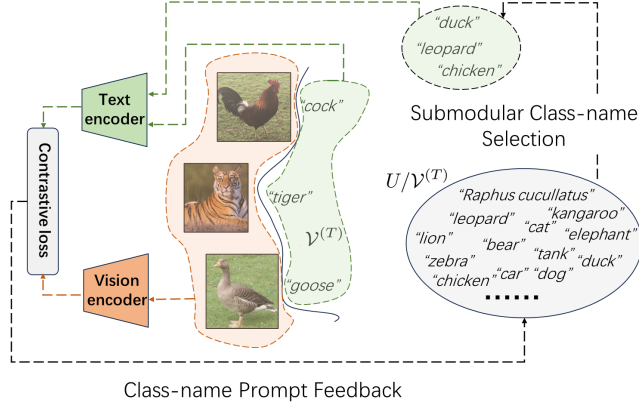 “duck”
“leopard”
“chicken”
Text
encoder
“cock”
Submodular Class-name
Selection
Contrastive loss
U/V^(T)
“Raphus cucullatus”
“tiger”
“leopard” “kangaroo”
“cat”
V^(T)
“lion” “elephant”
“bear”
“tank”
“zebra” “duck”
Vision
encoder
“goose”
“chicken” “car” “dog”
......
Class-name Prompt Feedback